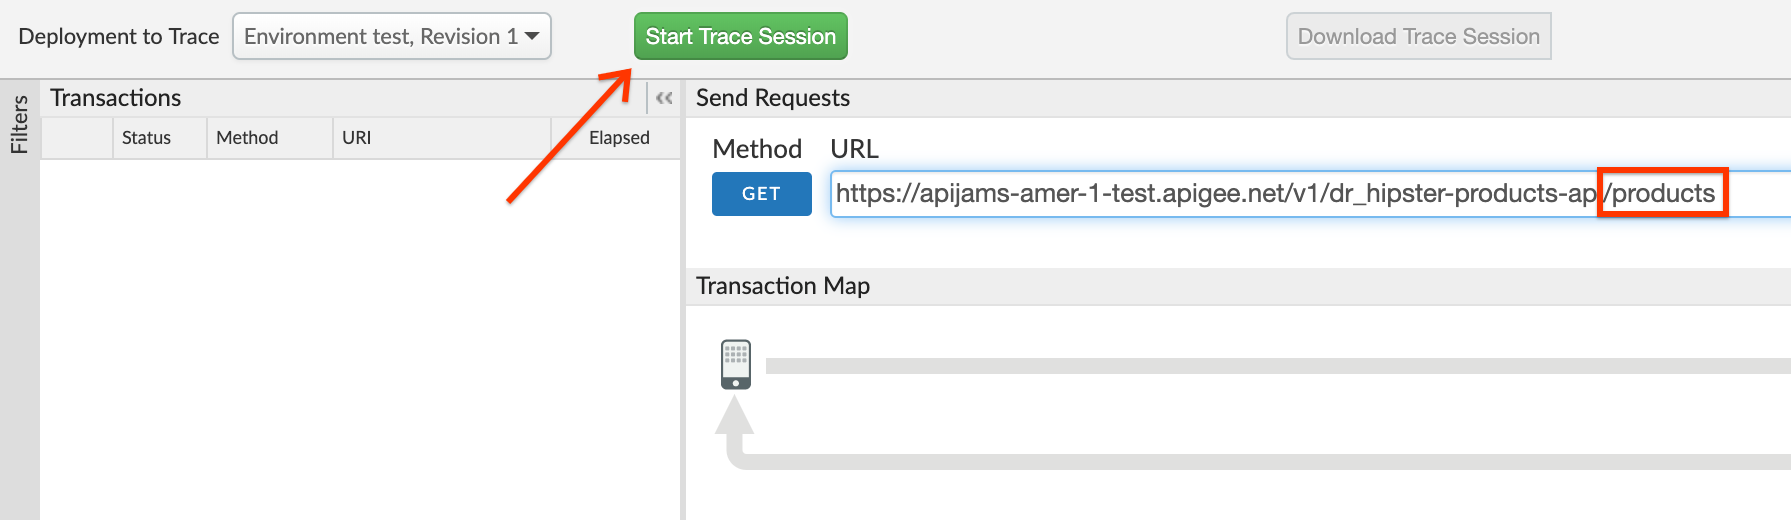 Deployment to Trace Environment test, Revision 1 Start Trace Session Download Trace Session
Filters
Transactions
Status Method URI Elapsed
Send Requests
Method URL
GET https://apijams-amer-1-test.apigee.net/v1/dr_hipster-products-api/products
Transaction Map